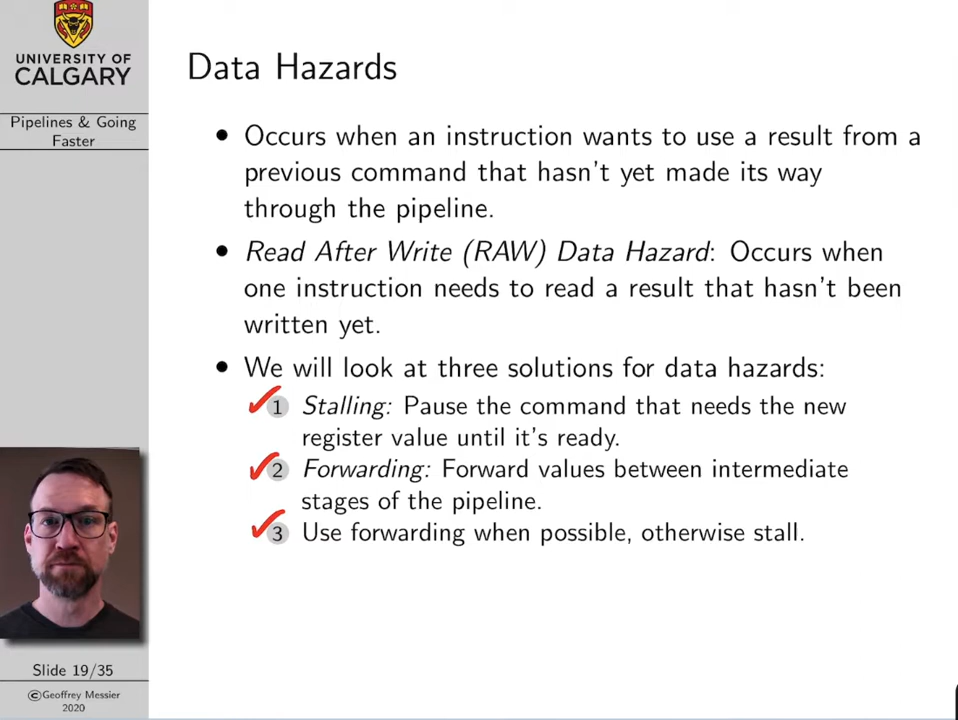 UNIVERSITY OF
CALGARY
Pipelines & Going
Faster
Data Hazards
• Occurs when an instruction wants to use a result from a
previous command that hasn't yet made its way
through the pipeline.
• Read After Write (RAW) Data Hazard: Occurs when
one instruction needs to read a result that hasn't been
written yet.
• We will look at three solutions for data hazards:
1 Stalling: Pause the command that needs the new
register value until it's ready.
2 Forwarding: Forward values between intermediate
stages of the pipeline.
3 Use forwarding when possible, otherwise stall.
Slide 19/35
©Geoffrey Messier
2020